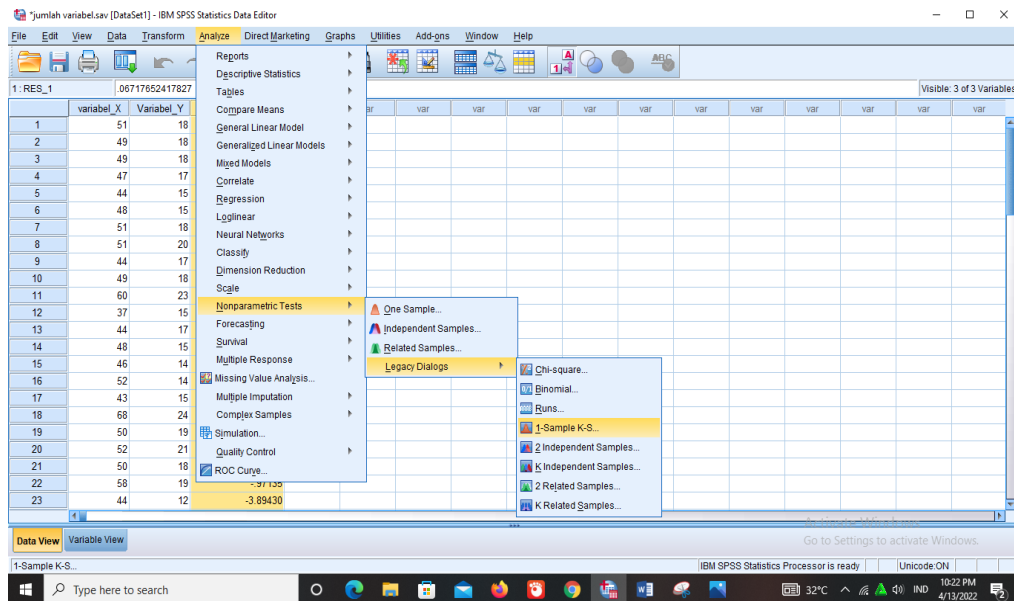 *jumlah variabel.sav [DataSet1] - IBM SPSS Statistics Data Editor
File Edit View Data Transform Analyze Direct Marketing Graphs Utilities Add-ons Window Help
1 : RES_1 .06717652417827 Visible: 3 of 3 Variables
variabel_X Variabel_Y var var var var var var var var var
1 51 18
2 49 18
3 49 18
4 47 17
5 44 15
6 48 15
7 51 18
8 51 20
9 44 17
10 49 18
11 60 23
12 37 15
13 44 17
14 48 15
15 46 14
16 52 14
17 43 15
18 68 24
19 50 19
20 52 21
21 50 18
22 58 19 -.97135
23 44 12 -3.89430
Reports
Descriptive Statistics
Tables
Compare Means
General Linear Model
Generalized Linear Models
Mixed Models
Correlate
Regression
Loglinear
Neural Networks
Classify
Dimension Reduction
Scale
Nonparametric Tests
Forecasting
Survival
Multiple Response
Missing Value Analysis...
Multiple Imputation
Complex Samples
Simulation...
Quality Control
ROC Curve...
One Sample...
Independent Samples...
Related Samples...
Legacy Dialogs
Chi-square...
Binomial...
Runs...
1-Sample K-S...
2 Independent Samples...
K Independent Samples...
2 Related Samples...
K Related Samples...
Data View Variable View
Activate Windows
Go to Settings to activate Windows.
1-Sample K-S... IBM SPSS Statistics Processor is ready Unicode:ON
Type here to search 32°C IND 10:22 PM
4/13/2022